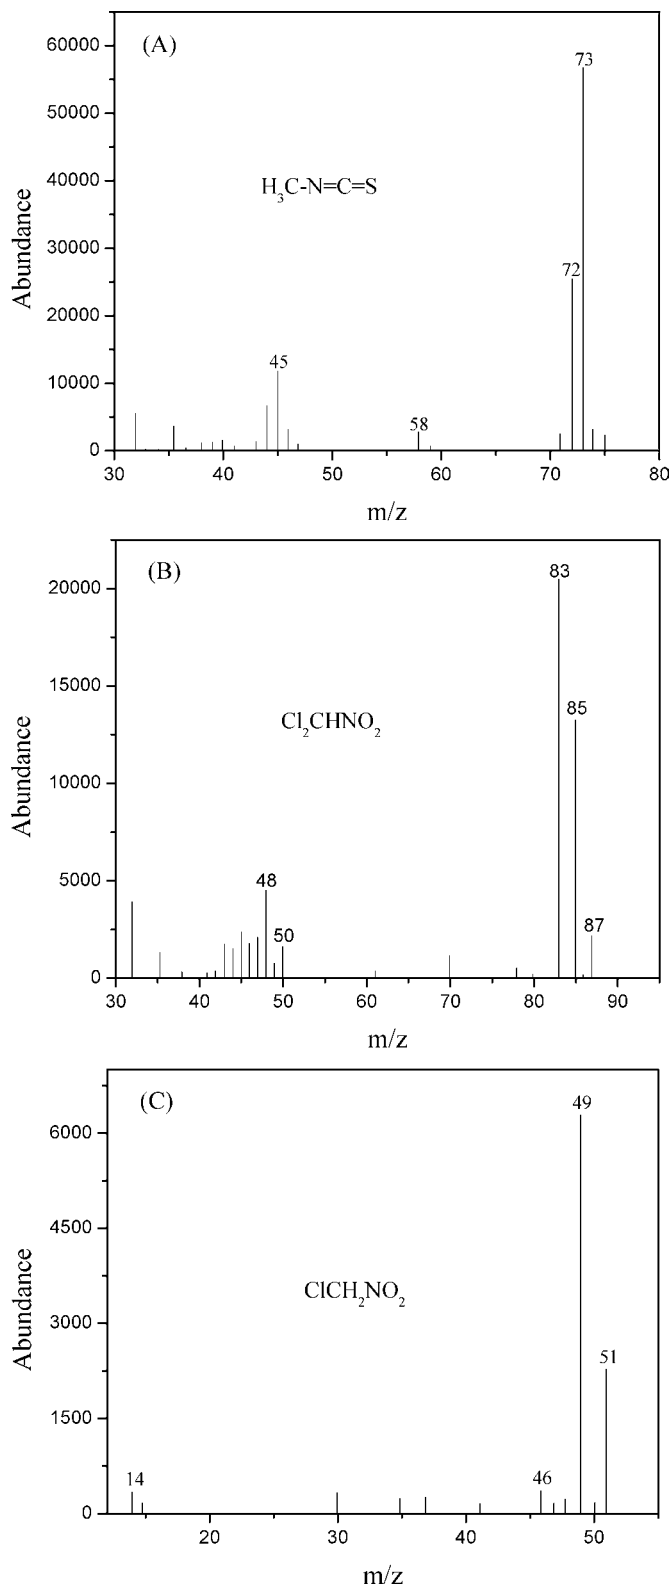 (A)
73
H₃C-N=C=S
72
45
58
60000
50000
40000
30000
20000
10000
0
Abundance
30 40 50 60 70 80
m/z
(B)
83
85
Cl₂CHNO₂
48
50
87
20000
15000
10000
5000
0
Abundance
30 40 50 60 70 80 90
m/z
(C)
49
ClCH₂NO₂
51
14
46
6000
4500
3000
1500
0
Abundance
20 30 40 50
m/z